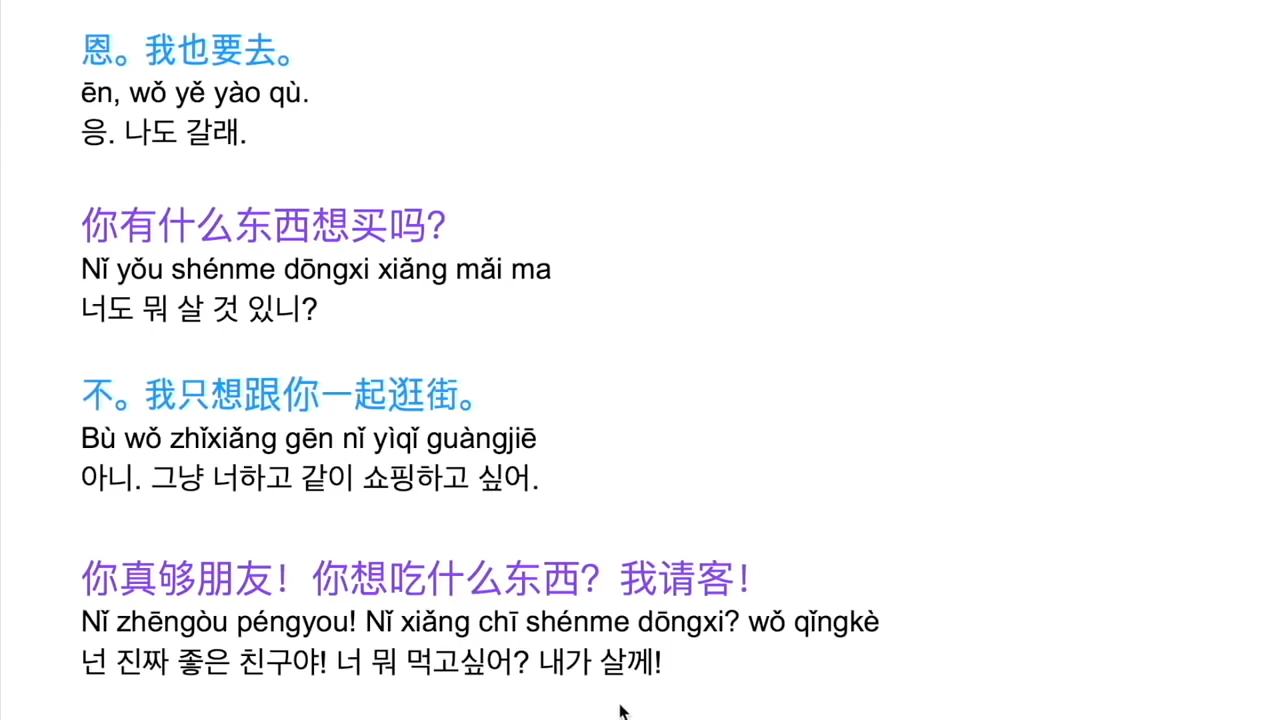 恩。我也要去。
ēn, wǒ yě yào qù.
응. 나도 갈래.
你有什么东西想买吗？
Nǐ yǒu shénme dōngxi xiǎng mǎi ma
너도 뭐 살 것 있니?
不。我只想跟你一起逛街。
Bù wǒ zhǐxiǎng gēn nǐ yìqǐ guàngjiē
아니. 그냥 너하고 같이 쇼핑하고 싶어.
你真够朋友！你想吃什么东西？我请客！
Nǐ zhēngòu péngyou! Nǐ xiǎng chī shénme dōngxi? wǒ qǐngkè
넌 진짜 좋은 친구야! 너 뭐 먹고싶어? 내가 살께!